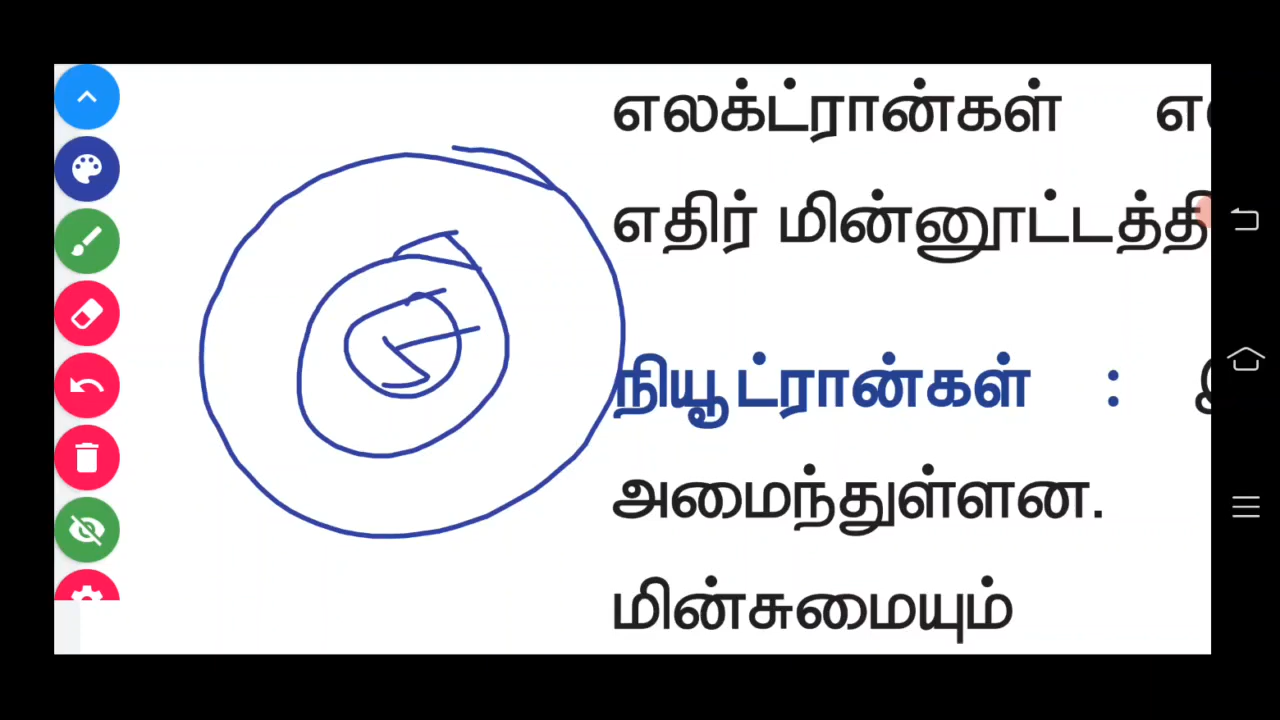 எலக்ட்ரான்கள்
எதிர் மின்னூட்டத்தி
நியூட்ரான்கள் :
அமைந்துள்ளன.
மின்சுமையும்